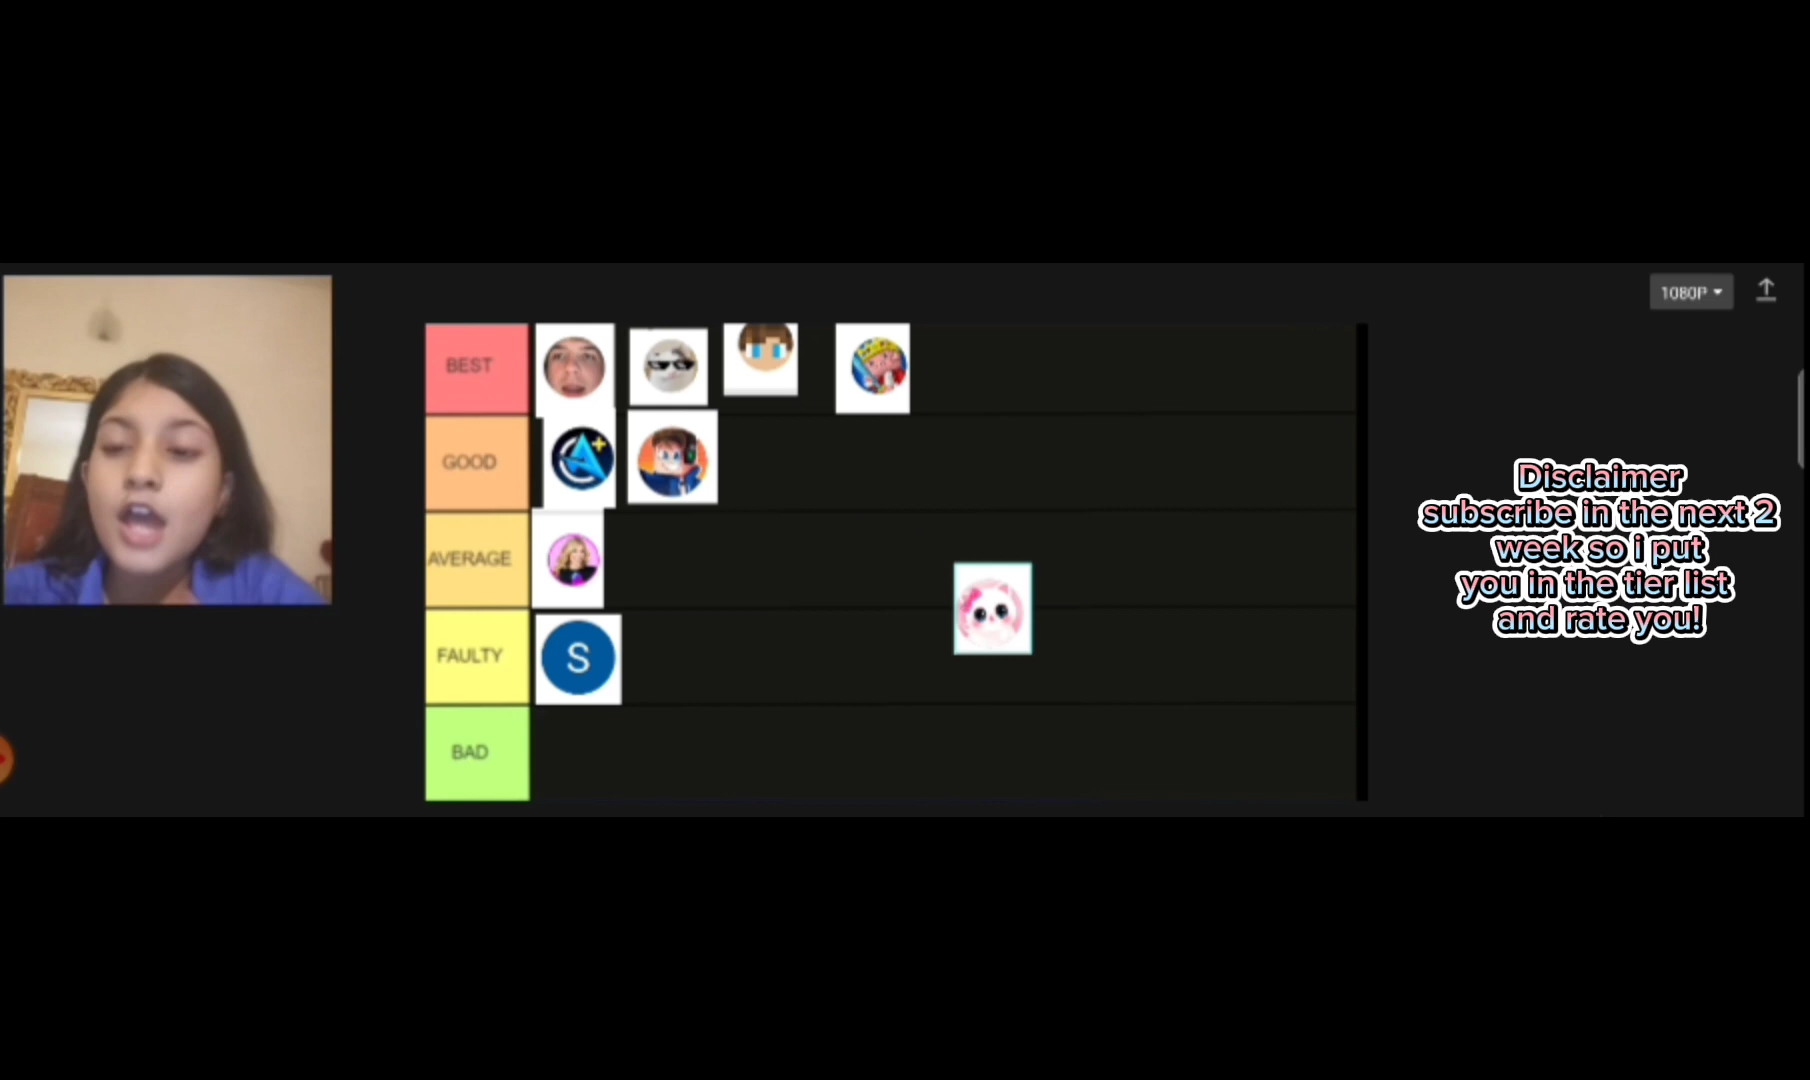 1080P
BEST
GOOD
AVERAGE
FAULTY
S
BAD
Disclaimer
subscribe in the next 2
week so i put
you in the tier list
and rate you!